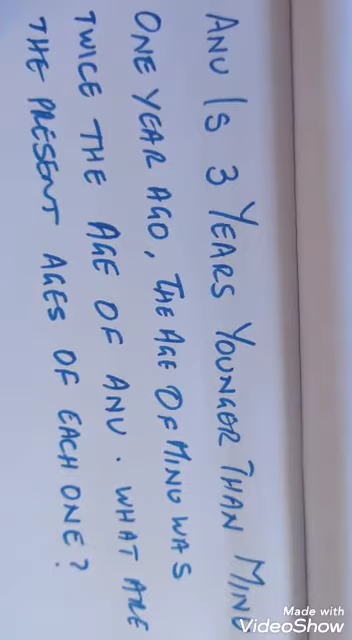 ANU IS 3 YEARS YOUNGER THAN MINU
ONE YEAR AGO, THE AGE OF MINU WAS
TWICE THE AGE OF ANU. WHAT ARE
THE PRESENT AGES OF EACH ONE?
Made with
VideoShow